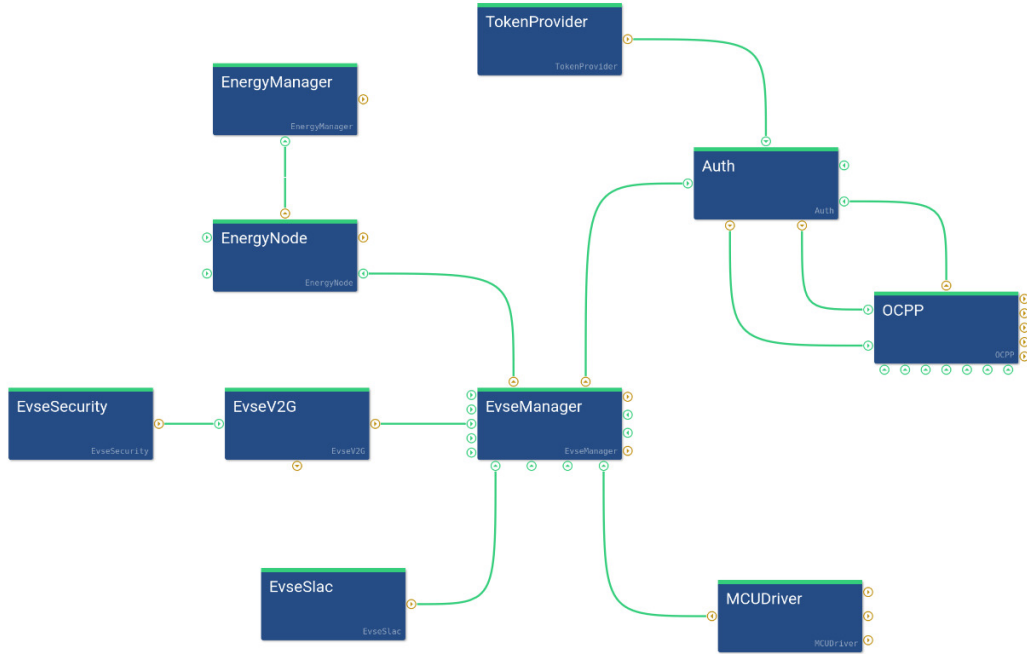 TokenProvider
TokenProvider
EnergyManager
EnergyManager
Auth
Auth
EnergyNode
EnergyNode
OCPP
OCPP
EvseSecurity
EvseSecurity
EvseV2G
EvseV2G
EvseManager
EvseManager
EvseSlac
EvseSlac
MCUDriver
MCUDriver